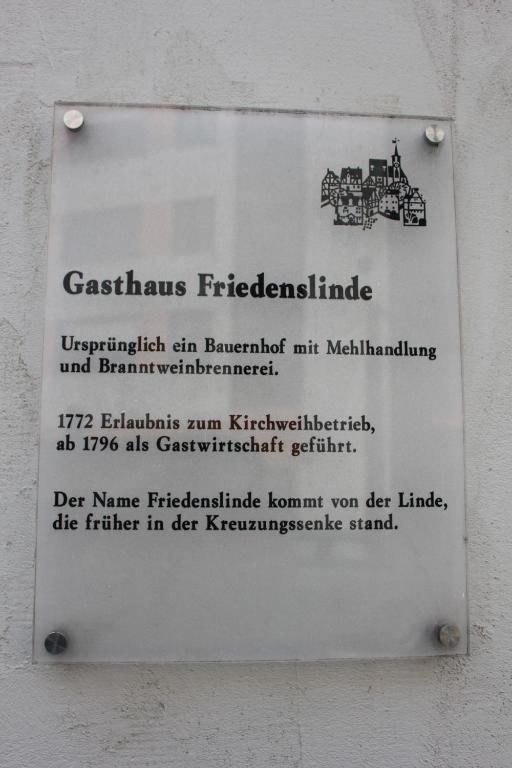 Gasthaus Friedenslinde
Ursprünglich ein Bauernhof mit Mehlhandlung
und Branntweinbrennerei.
1772 Erlaubnis zum Kirchweihbetrieb,
ab 1796 als Gastwirtschaft geführt.
Der Name Friedenslinde kommt von der Linde,
die früher in der Kreuzungssenke stand.